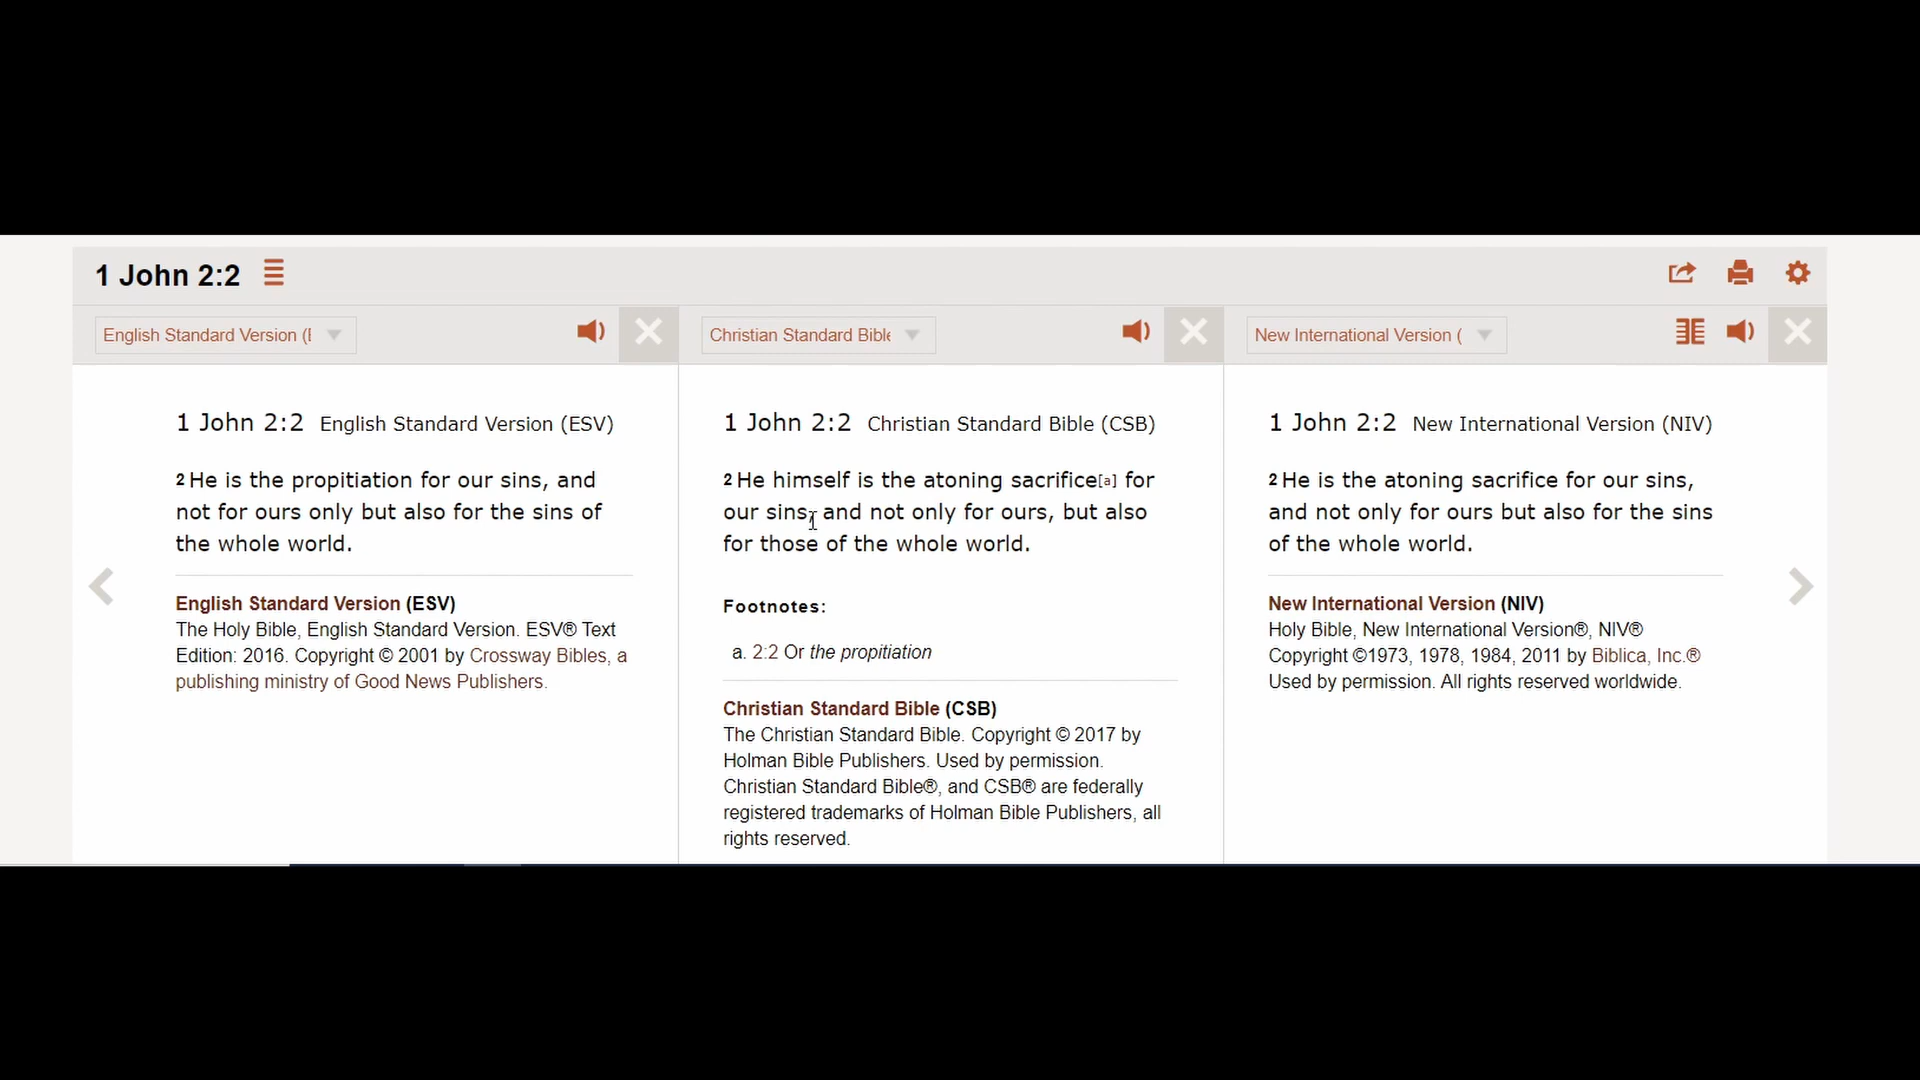 1 John 2:2
English Standard Version (E
Christian Standard Bible
New International Version (
1 John 2:2 English Standard Version (ESV)
2 He is the propitiation for our sins, and
not for ours only but also for the sins of
the whole world.
English Standard Version (ESV)
The Holy Bible, English Standard Version. ESV® Text
Edition: 2016. Copyright © 2001 by Crossway Bibles, a
publishing ministry of Good News Publishers.
1 John 2:2 Christian Standard Bible (CSB)
2 He himself is the atoning sacrifice[a] for
our sins, and not only for ours, but also
for those of the whole world.
Footnotes:
a. 2:2 Or the propitiation
Christian Standard Bible (CSB)
The Christian Standard Bible. Copyright © 2017 by
Holman Bible Publishers. Used by permission.
Christian Standard Bible®, and CSB® are federally
registered trademarks of Holman Bible Publishers, all
rights reserved.
1 John 2:2 New International Version (NIV)
2 He is the atoning sacrifice for our sins,
and not only for ours but also for the sins
of the whole world.
New International Version (NIV)
Holy Bible, New International Version®, NIV®
Copyright ©1973, 1978, 1984, 2011 by Biblica, Inc.®
Used by permission. All rights reserved worldwide.